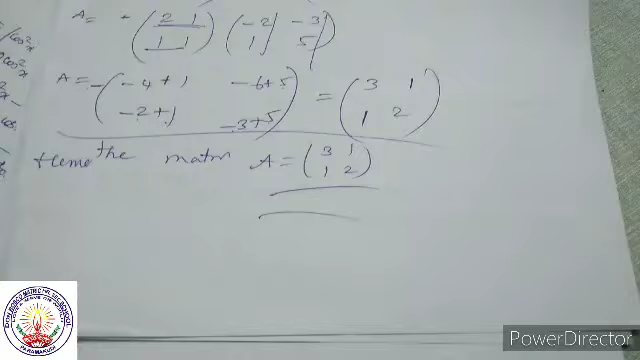 A = - ( 2 1 1 1 ) ( -2 -3 1 5 )
A = - ( -4+1 -6+5 -2+1 -3+5 ) = ( 3 1 1 2 )
Hence the matrix A = ( 3 1 1 2 )
PowerDirector